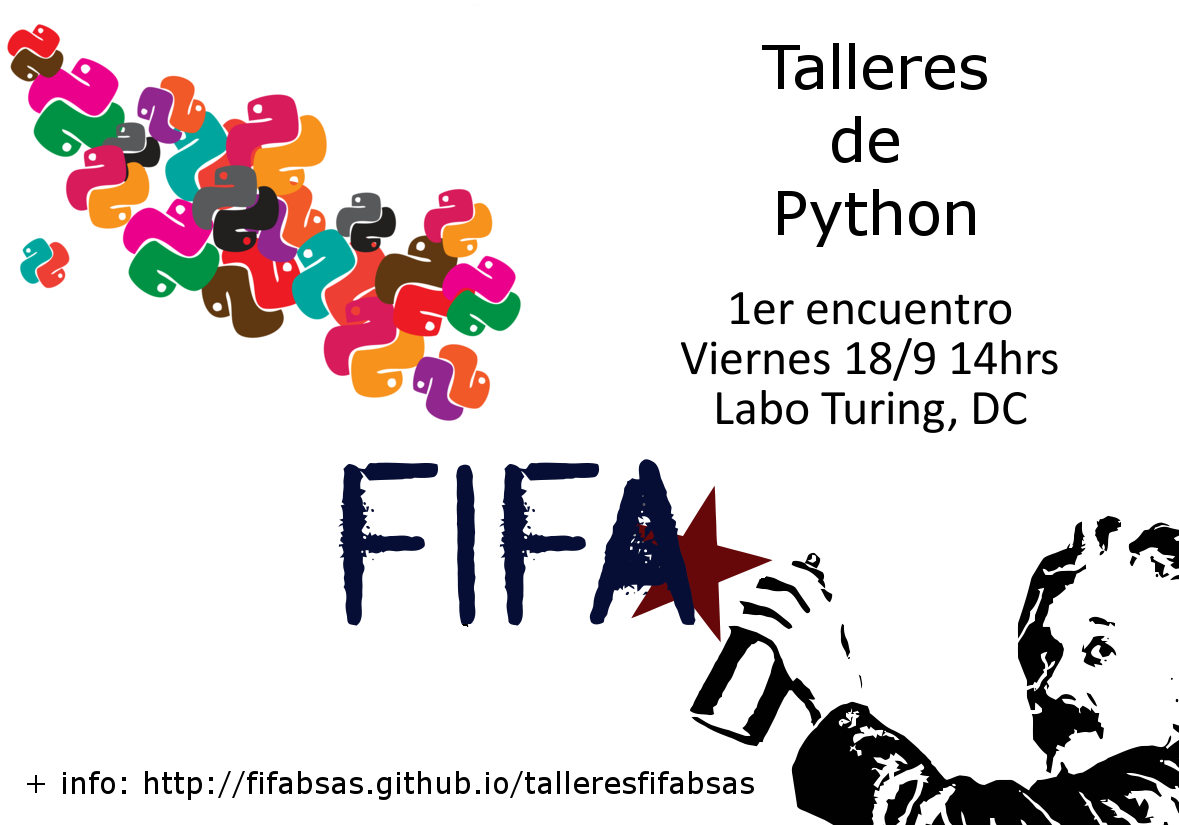 Talleres
de
Python
1er encuentro
Viernes 18/9 14hrs
Labo Turing, DC
FIFA
+ info: http://fifabsas.github.io/talleresfifabsas